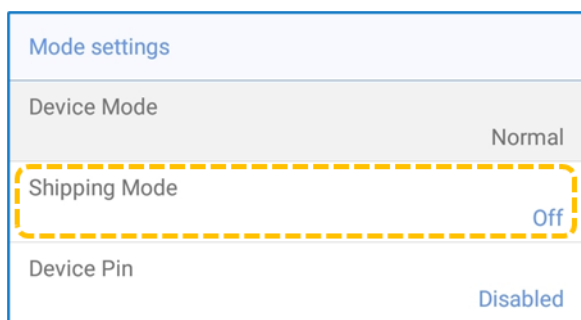 Mode settings
Device Mode
Normal
Shipping Mode
Off
Device Pin
Disabled